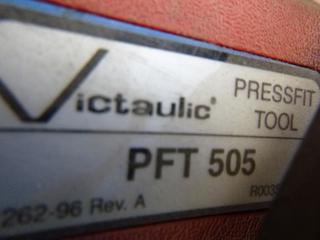 Victaulic®
PRESSFIT
TOOL
PFT 505
262-96 Rev. A